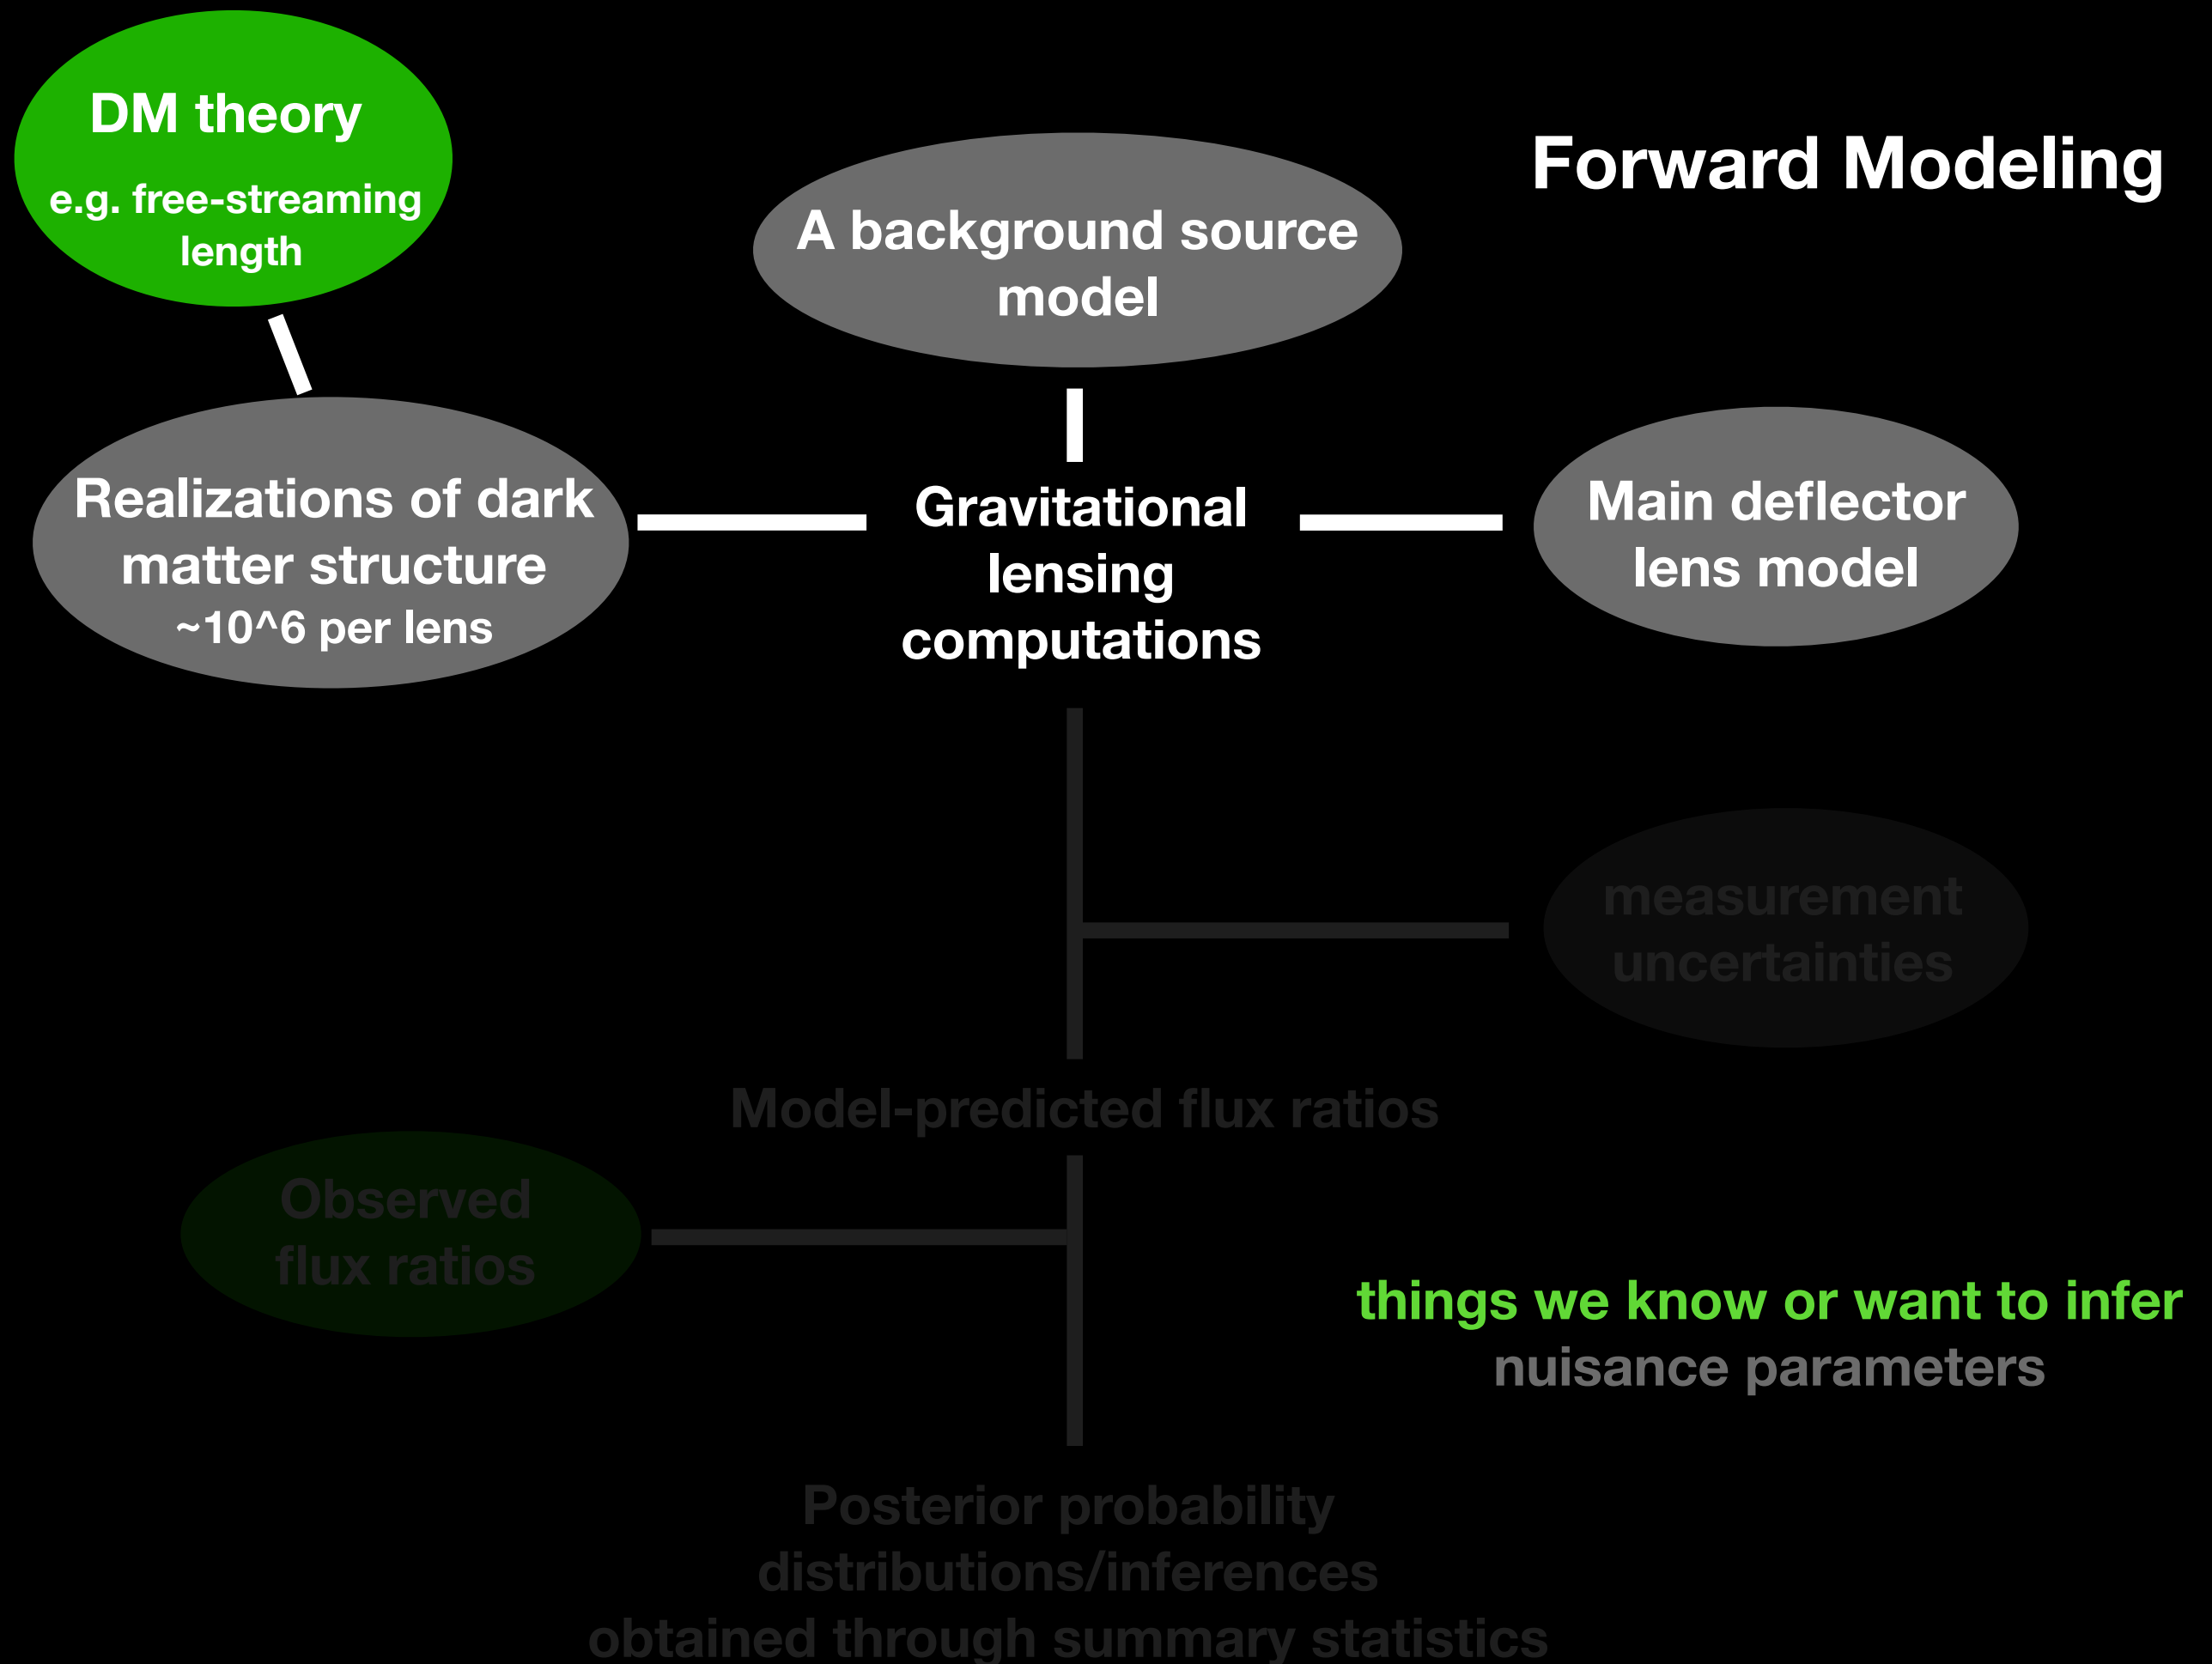 DM theory
e.g. free-streaming
length
A background source
model
Forward Modeling
Realizations of dark
matter structure
~10^6 per lens
Gravitational
lensing
computations
Main deflector
lens model
measurement
uncertainties
Model-predicted flux ratios
Observed
flux ratios
things we know or want to infer
nuisance parameters
Posterior probability
distributions/inferences
obtained through summary statistics